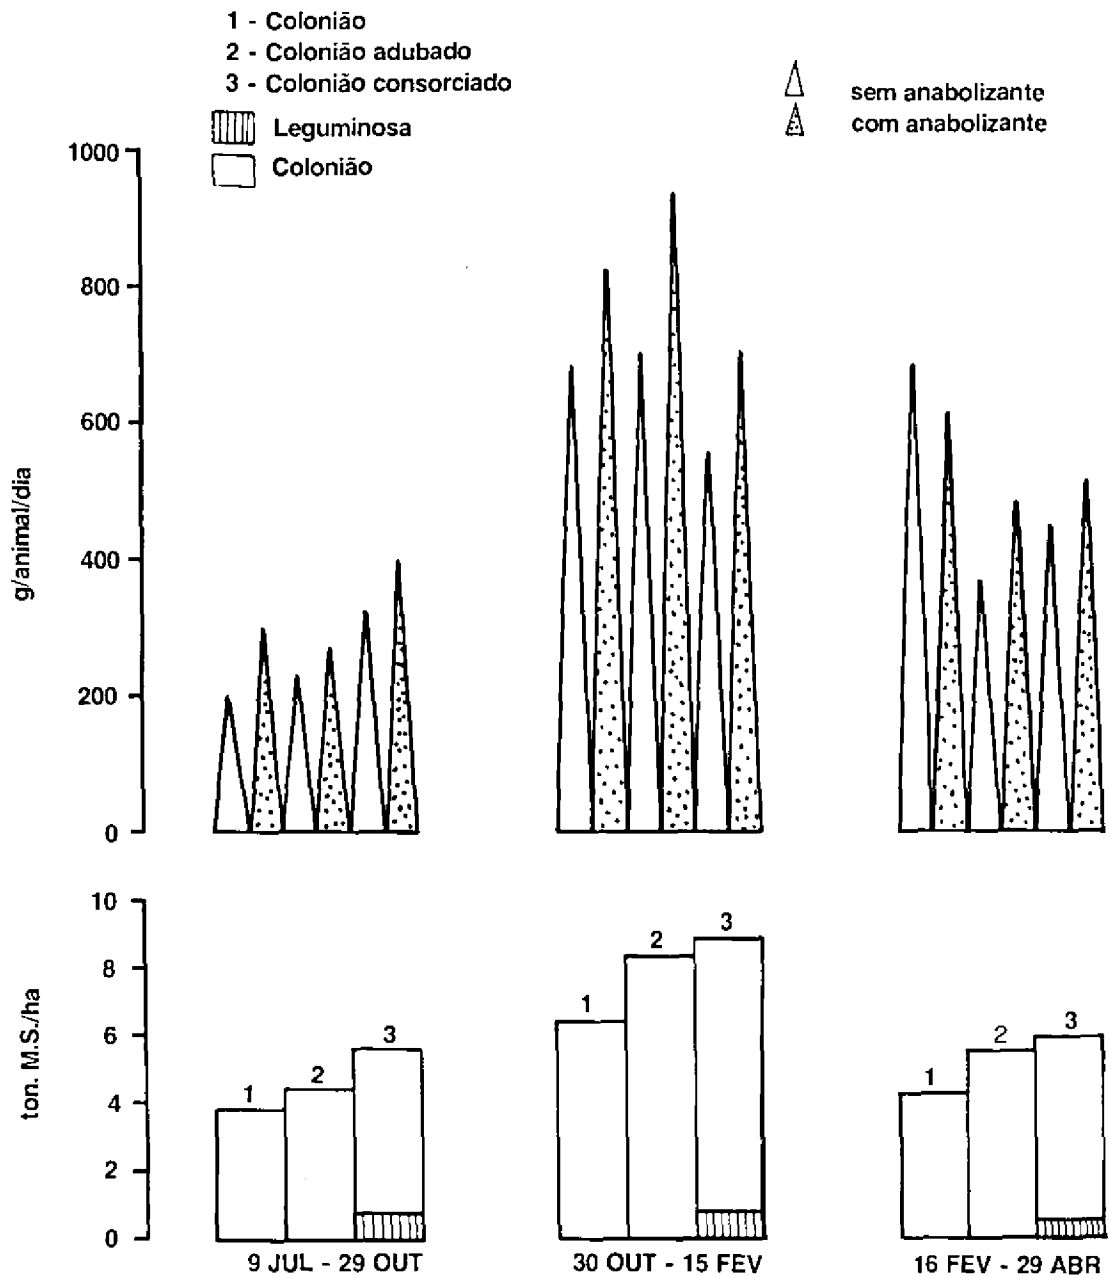 1 - Colonião
2 - Colonião adubado
3 - Colonião consorciado
Leguminosa
Colonião
sem anabolizante
com anabolizante
1000
800
600
400
200
0
g/animal/dia
10
8
6
4
2
0
ton. M.S./ha
1
2
3
1
2
3
1
2
3
9 JUL - 29 OUT
30 OUT - 15 FEV
16 FEV - 29 ABR